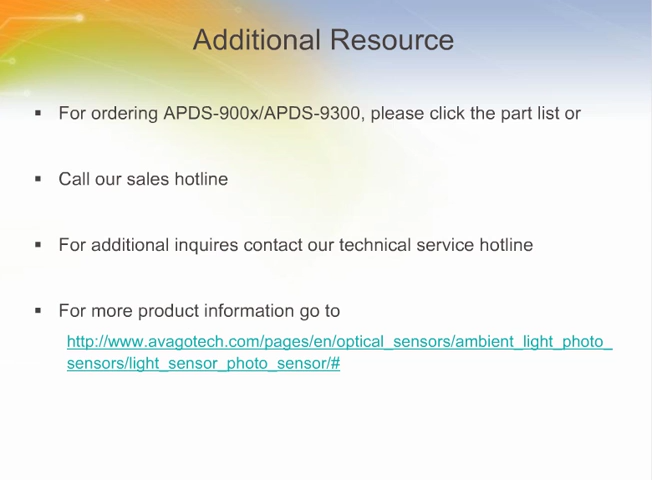 Additional Resource
▪ For ordering APDS-900x/APDS-9300, please click the part list or
▪ Call our sales hotline
▪ For additional inquires contact our technical service hotline
▪ For more product information go to
http://www.avagotech.com/pages/en/optical_sensors/ambient_light_photo_
sensors/light_sensor_photo_sensor/#